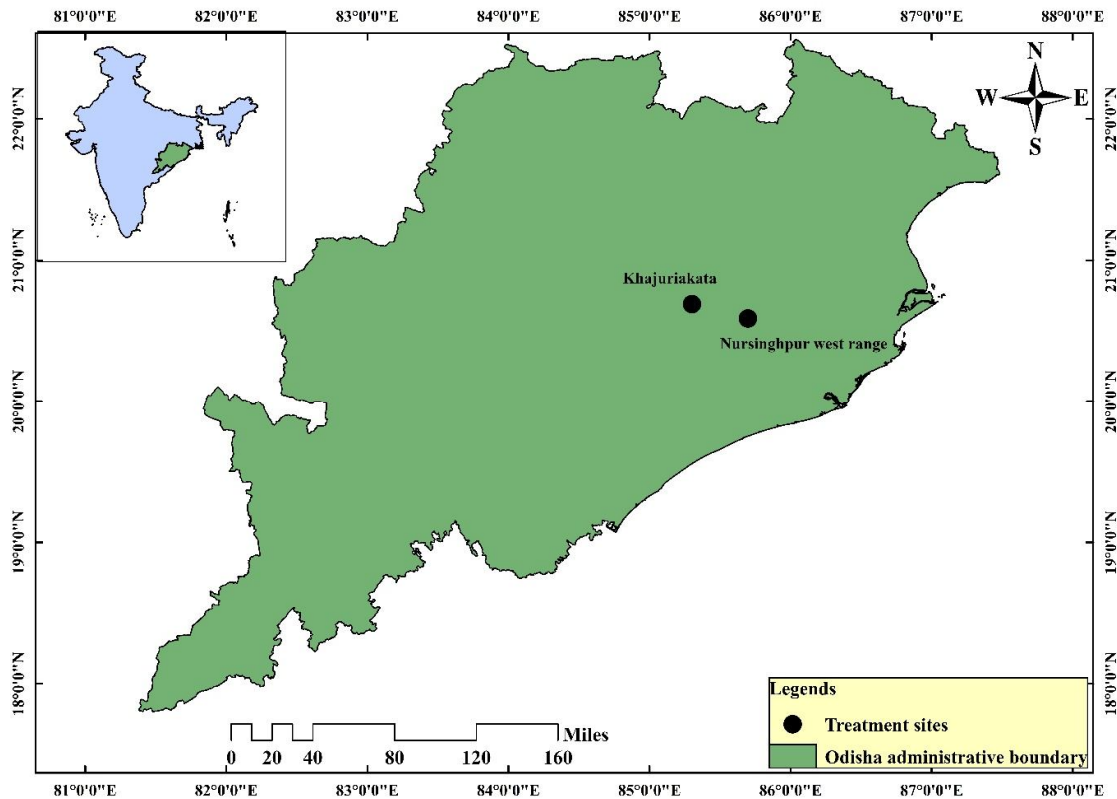 81°0'0"E 82°0'0"E 83°0'0"E 84°0'0"E 85°0'0"E 86°0'0"E 87°0'0"E 88°0'0"E
N
W E
S
22°0'0"N 22°0'0"N
21°0'0"N 21°0'0"N
Khajuriakata
Nursinghpur west range
20°0'0"N 20°0'0"N
19°0'0"N 19°0'0"N
18°0'0"N 18°0'0"N
Legends
Treatment sites
Odisha administrative boundary
Miles
0 20 40 80 120 160
81°0'0"E 82°0'0"E 83°0'0"E 84°0'0"E 85°0'0"E 86°0'0"E 87°0'0"E 88°0'0"E